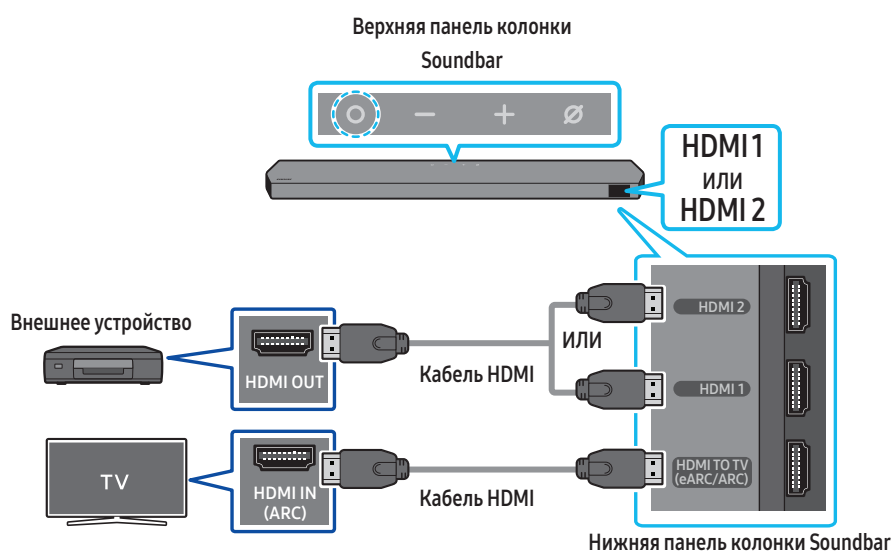 Верхняя панель колонки
Soundbar
HDMI 1
ИЛИ
HDMI 2
Внешнее устройство
HDMI OUT
Кабель HDMI
ИЛИ
HDMI 2
HDMI 1
TV
HDMI IN
(ARC)
Кабель HDMI
HDMI TO TV
(eARC/ARC)
Нижняя панель колонки Soundbar